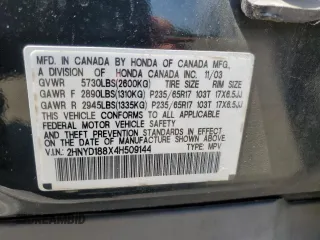 MFD. IN CANADA BY HONDA OF CANADA MFG.,
A DIVISION OF HONDA CANADA INC. 11/03
GVWR 5730LBS(2600KG) TIRE SIZE RIM SIZE
GAWR F 2890LBS(1310KG) P235/65R17 103T 17X6.5JJ
GAWR R 2945LBS(1335KG) P235/65R17 103T 17X6.5JJ
THIS VEHICLE CONFORMS TO ALL APPLICABLE
FEDERAL MOTOR VEHICLE SAFETY
AND THEFT PREVENTION STANDARDS IN EFFECT
ON THE DATE OF MANUFACTURE SHOWN ABOVE.
V.I.N.: 2HNYD188X4H509144 TYPE: MPV